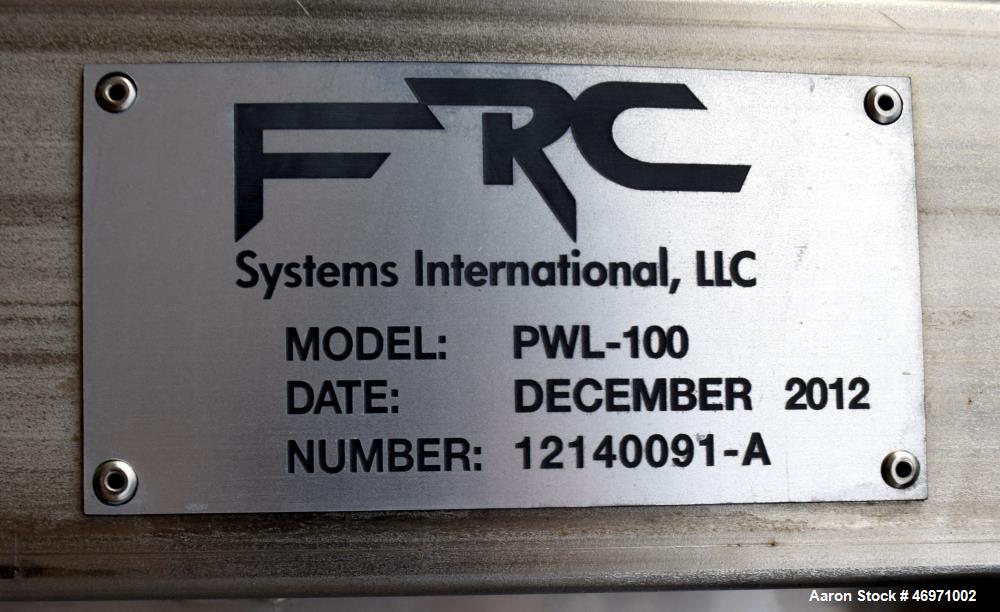 FRC
Systems International, LLC
MODEL: PWL-100
DATE: DECEMBER 2012
NUMBER: 12140091-A
Aaron Stock # 46971002